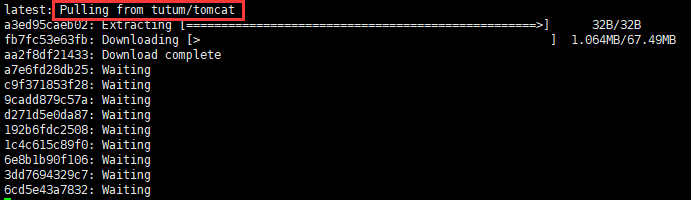 latest: Pulling from tutum/tomcat
a3ed95caeb02: Extracting [==================================================>]      32B/32B
fb7fc53e63fb: Downloading [>                                                  ]  1.064MB/67.49MB
aa2f8df21433: Download complete
a7e6fd28db25: Waiting
c9f371853f28: Waiting
9cadd879c57a: Waiting
d271d5e0da87: Waiting
192b6fdc2508: Waiting
1c4c615c89f0: Waiting
6e8b1b90f106: Waiting
3dd7694329c7: Waiting
6cd5e43a7832: Waiting